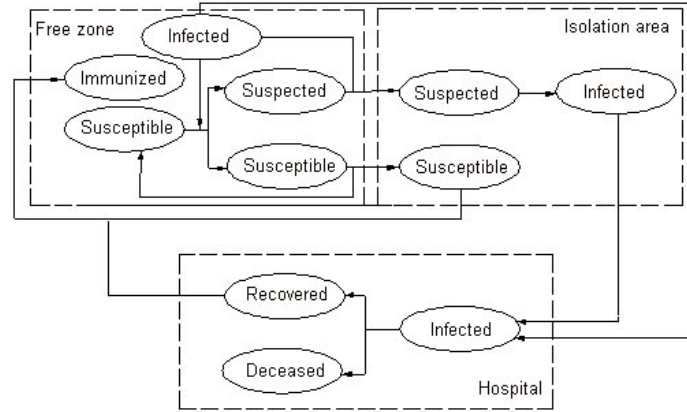 Free zone
Infected
Isolation area
Immunized
Suspected
Suspected
Infected
Susceptible
Susceptible
Susceptible
Recovered
Infected
Deceased
Hospital